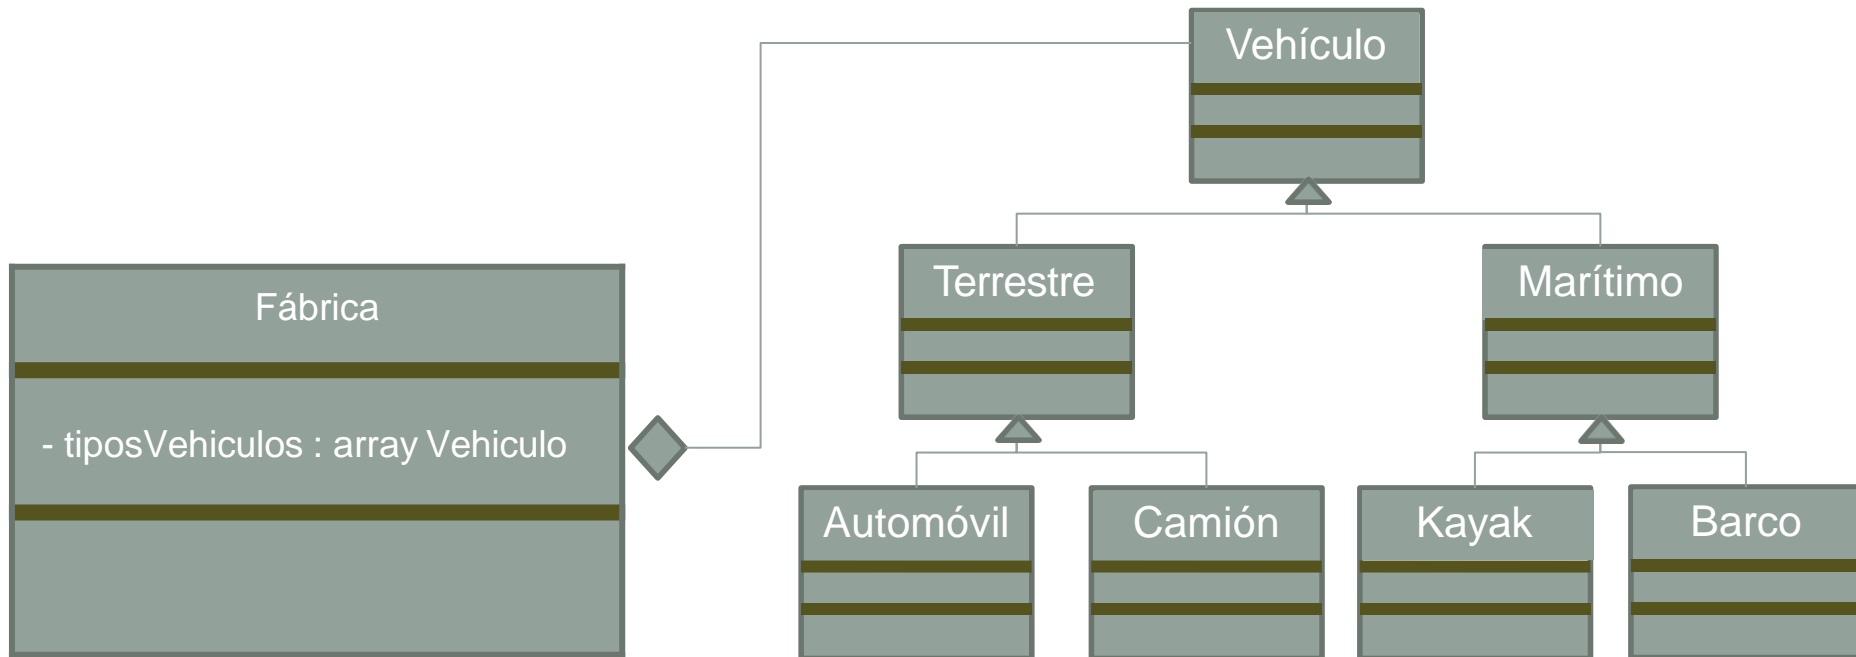 Vehículo
Terrestre
Marítimo
Fábrica
- tiposVehiculos : array Vehiculo
Automóvil
Camión
Kayak
Barco